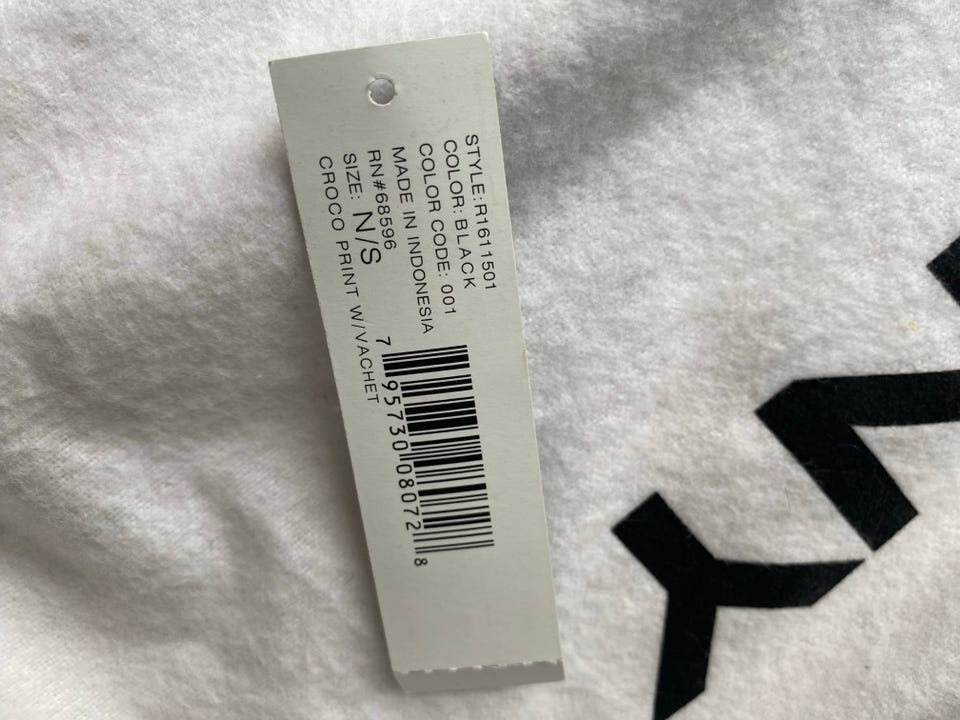 STYLE:R1611501
COLOR: BLACK
COLOR CODE: 001
MADE IN INDONESIA
RN#68596
SIZE: N/S
CROCO PRINT W/VACHET
7 95730 08072 8